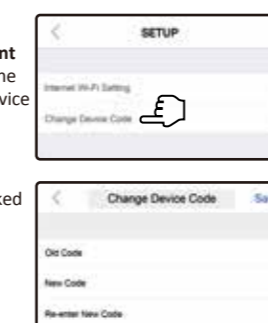 SETUP
nt
ne
vice
Internet Wi-Fi Setting
Change Device Code
ked
Change Device Code
Sa
Old Code
New Code
Re-enter New Code